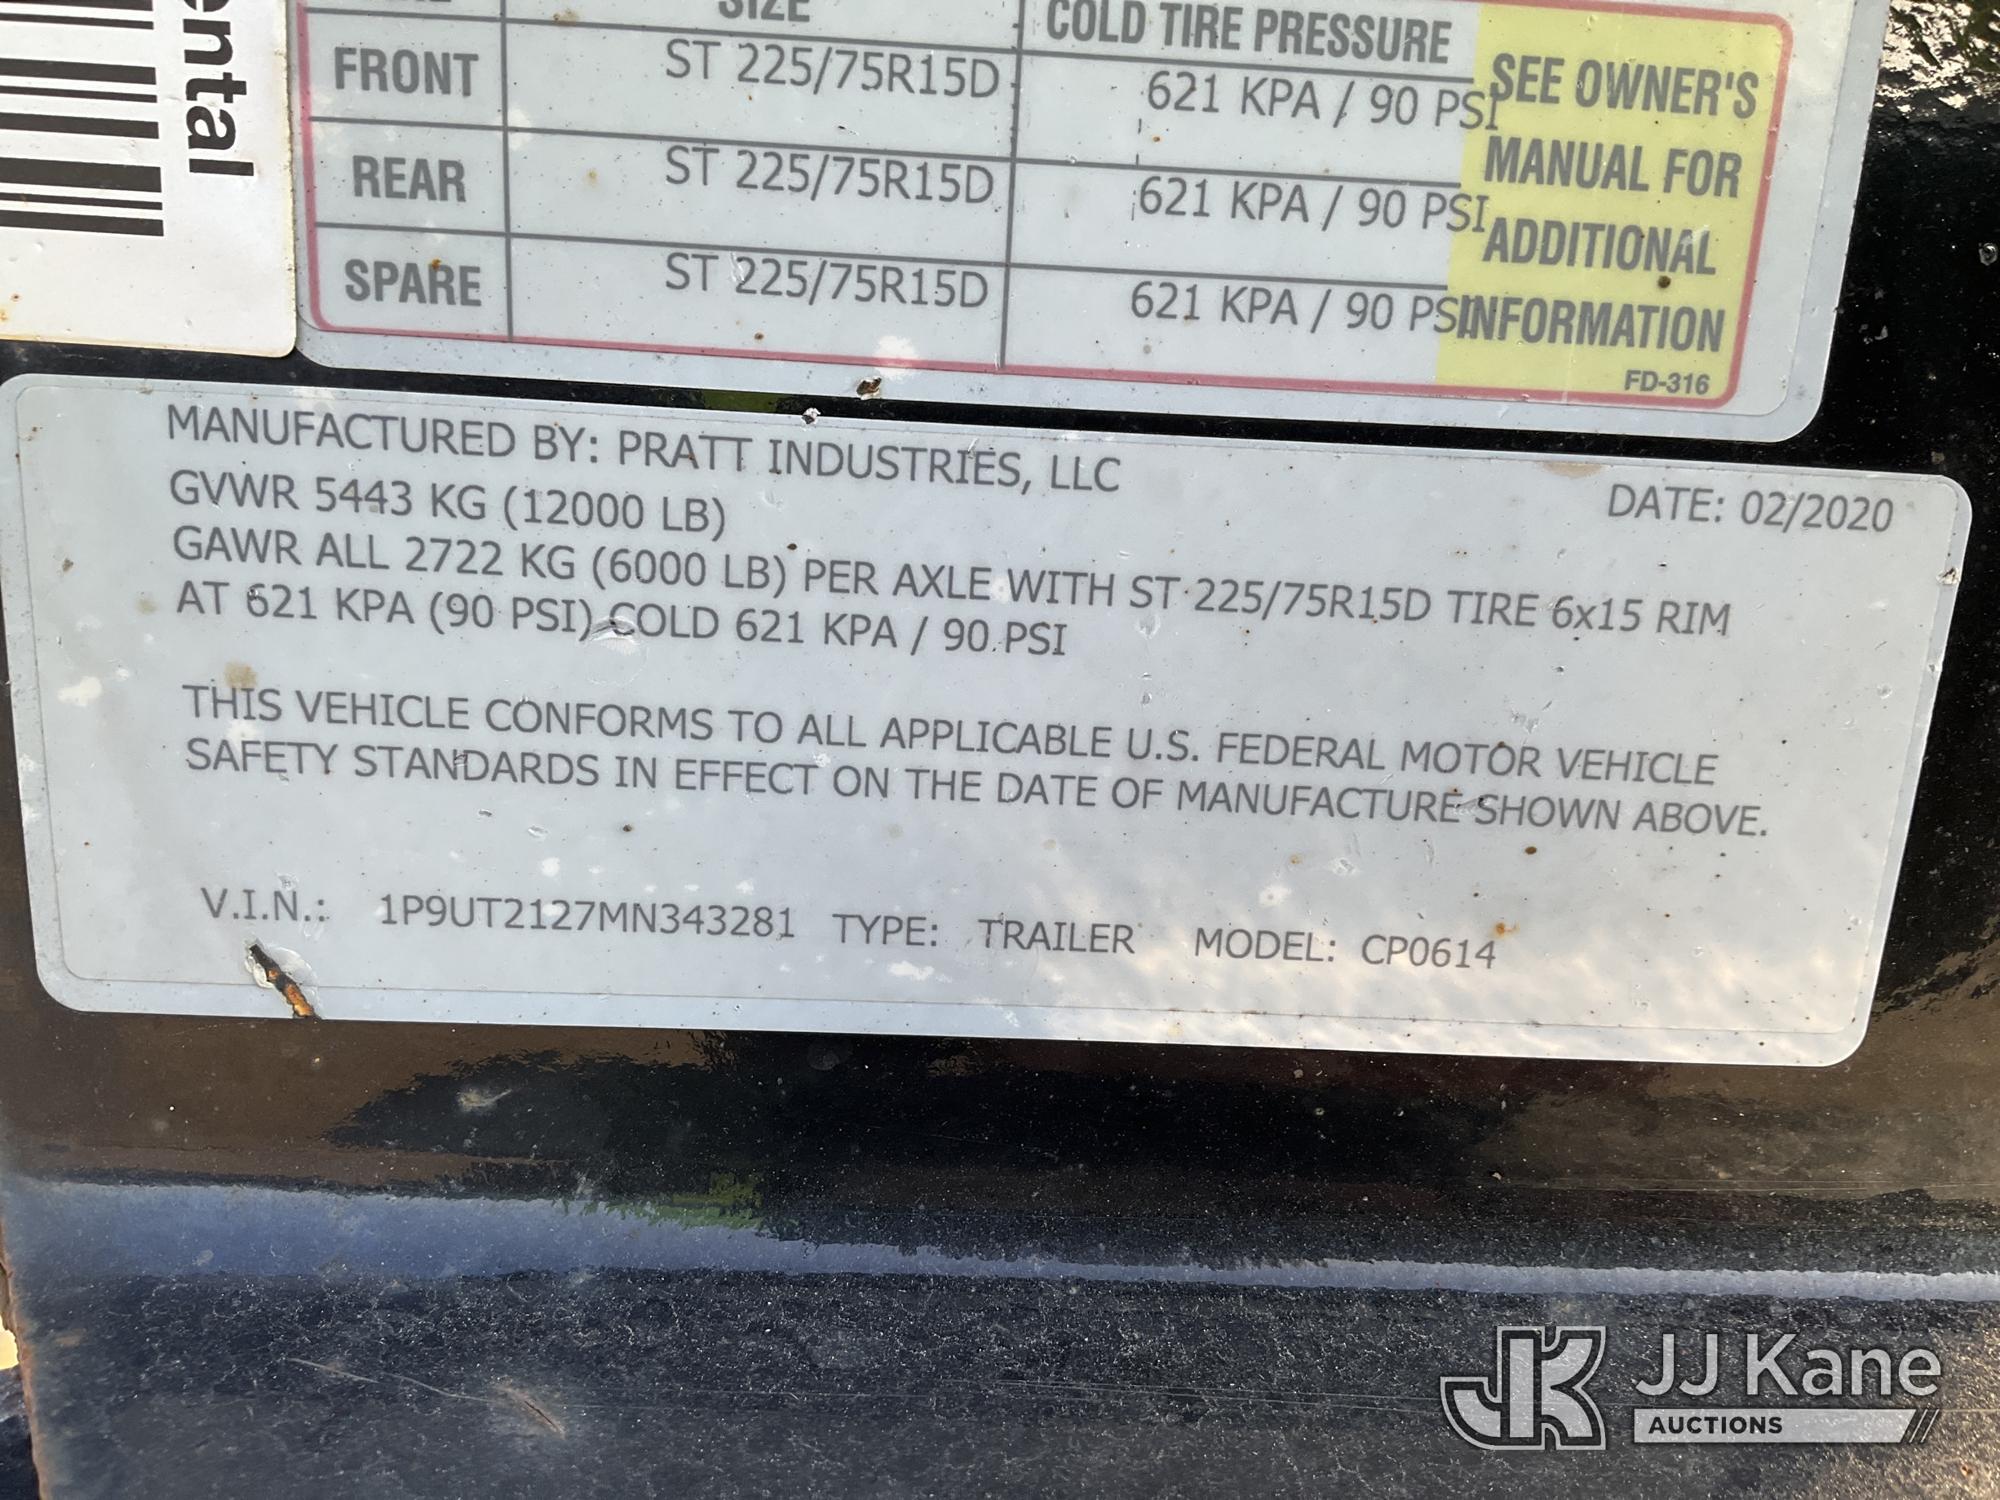 ental
SIZE
COLD TIRE PRESSURE
FRONT ST 225/75R15D 621 KPA / 90 PSI
REAR ST 225/75R15D 621 KPA / 90 PSI
SPARE ST 225/75R15D 621 KPA / 90 PSI
SEE OWNER'S
MANUAL FOR
ADDITIONAL
INFORMATION
FD-316
MANUFACTURED BY: PRATT INDUSTRIES, LLC
GVWR 5443 KG (12000 LB) DATE: 02/2020
GAWR ALL 2722 KG (6000 LB) PER AXLE WITH ST 225/75R15D TIRE 6x15 RIM
AT 621 KPA (90 PSI) COLD 621 KPA / 90 PSI
THIS VEHICLE CONFORMS TO ALL APPLICABLE U.S. FEDERAL MOTOR VEHICLE
SAFETY STANDARDS IN EFFECT ON THE DATE OF MANUFACTURE SHOWN ABOVE.
V.I.N.: 1P9UT2127MN343281 TYPE: TRAILER MODEL: CP0614
JK JJ Kane
AUCTIONS